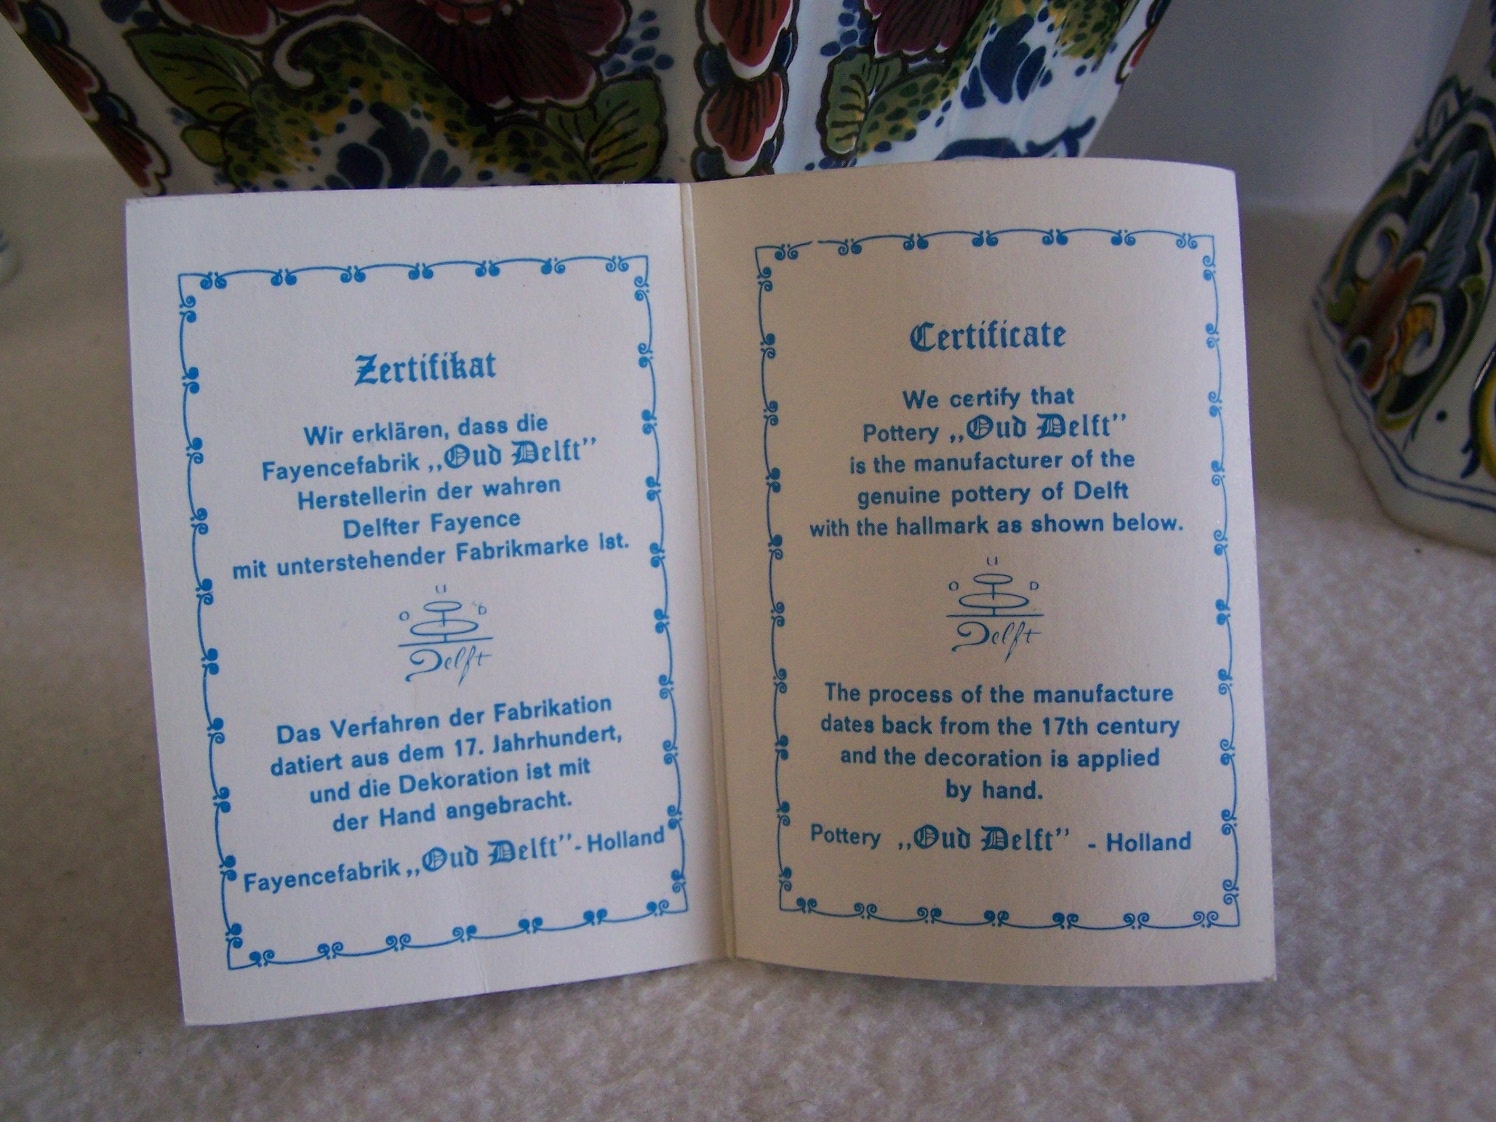 Zertifikat
Wir erklären, dass die
Fayencefabrik „Oud Delft”
Herstellerin der wahren
Delfter Fayence
mit unterstehender Fabrikmarke ist.
O U D
Delft
Das Verfahren der Fabrikation
datiert aus dem 17. Jahrhundert,
und die Dekoration ist mit
der Hand angebracht.
Fayencefabrik „Oud Delft” - Holland
Certificate
We certify that
Pottery „Oud Delft”
is the manufacturer of the
genuine pottery of Delft
with the hallmark as shown below.
O U D
Delft
The process of the manufacture
dates back from the 17th century
and the decoration is applied
by hand.
Pottery „Oud Delft” - Holland